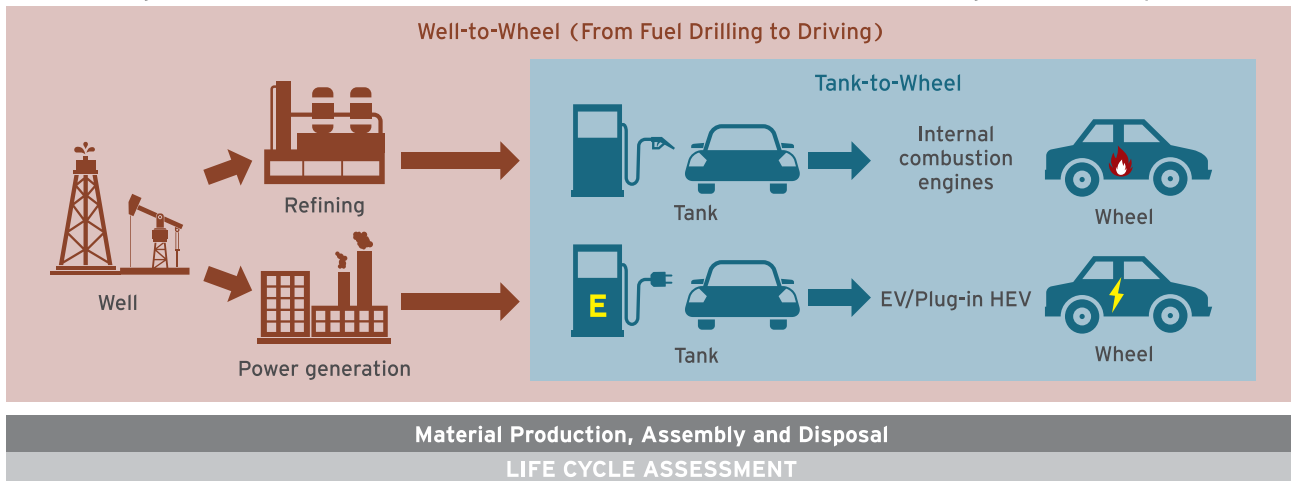 Well-to-Wheel (From Fuel Drilling to Driving)
Tank-to-Wheel
Well
Refining
Tank
Internal
combustion
engines
Wheel
Power generation
E
Tank
EV/Plug-in HEV
Wheel
Material Production, Assembly and Disposal
LIFE CYCLE ASSESSMENT